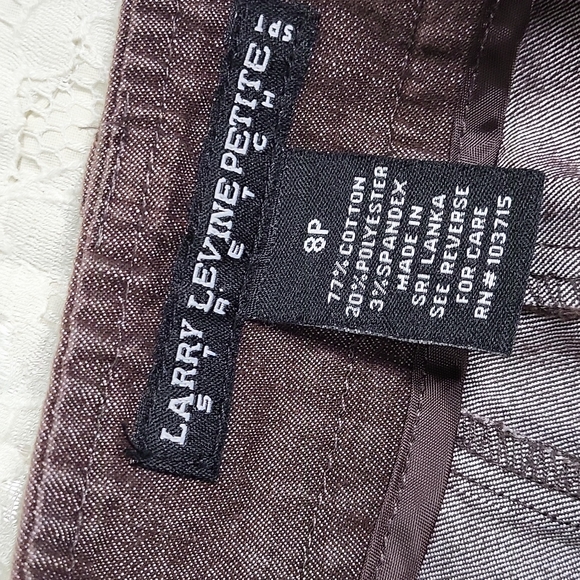 LARRY LEVINE PETITE
STRETCH
SP1
8P
77% COTTON
20% POLYESTER
3% SPANDEX
MADE IN
SRI LANKA
SEE REVERSE
FOR CARE
RN# 103715